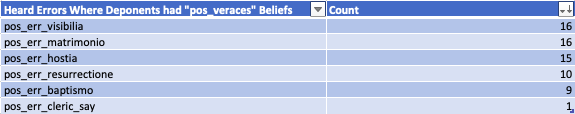 Heard Errors Where Deponents had "pos_veraces" Beliefs Count
pos_err_visibilia 16
pos_err_matrimonio 16
pos_err_hostia 15
pos_err_resurrectione 10
pos_err_baptismo 9
pos_err_cleric_say 1